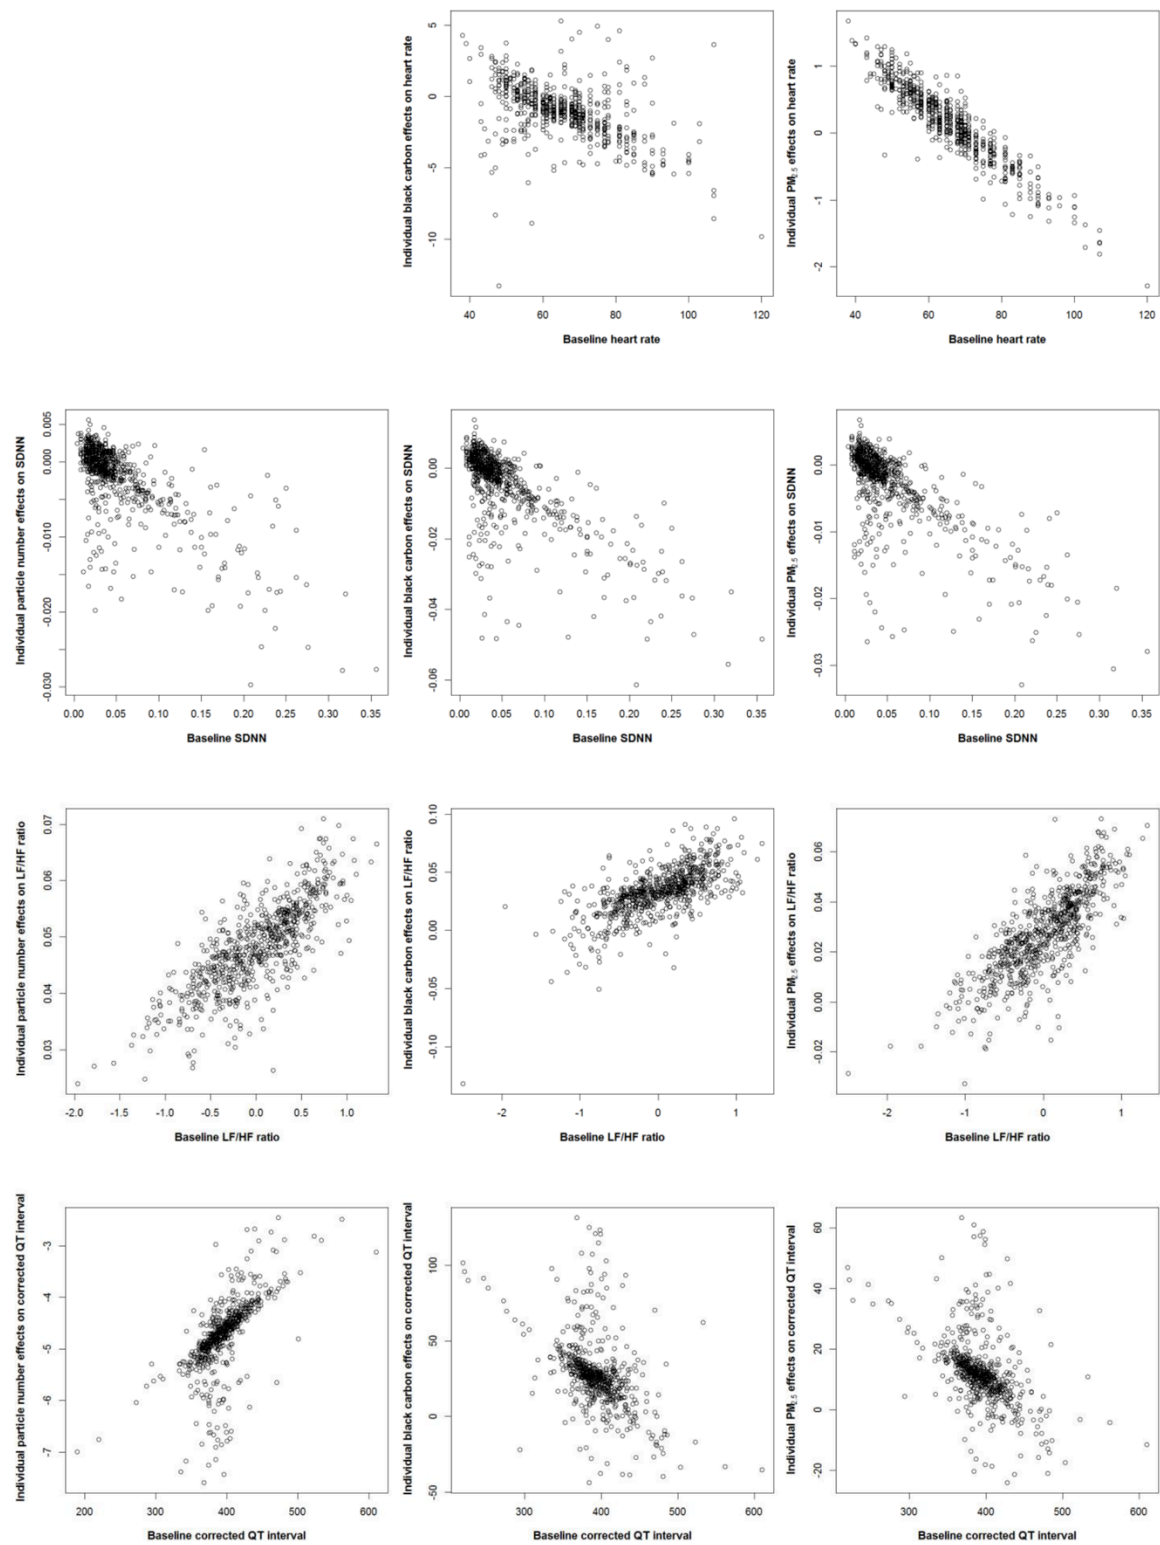 Individual black carbon effects on heart rate
5
0
-5
-10
40 60 80 100 120
Baseline heart rate
Individual PM2.5 effects on heart rate
1
0
-1
-2
40 60 80 100 120
Baseline heart rate
Individual particle number effects on SDNN
0.005
0.000
-0.010
-0.020
-0.030
0.00 0.05 0.10 0.15 0.20 0.25 0.30 0.35
Baseline SDNN
Individual black carbon effects on SDNN
0.00
-0.02
-0.04
-0.06
0.00 0.05 0.10 0.15 0.20 0.25 0.30 0.35
Baseline SDNN
Individual PM2.5 effects on SDNN
0.00
-0.01
-0.02
-0.03
0.00 0.05 0.10 0.15 0.20 0.25 0.30 0.35
Baseline SDNN
Individual particle number effects on LF/HF ratio
0.07
0.06
0.05
0.04
0.03
-2.0 -1.5 -1.0 -0.5 0.0 0.5 1.0
Baseline LF/HF ratio
Individual black carbon effects on LF/HF ratio
0.10
0.05
0.00
-0.05
-0.10
-2 -1 0 1
Baseline LF/HF ratio
Individual PM2.5 effects on LF/HF ratio
0.06
0.04
0.02
0.00
-0.02
-2 -1 0 1
Baseline LF/HF ratio
Individual particle number effects on corrected QT interval
-3
-4
-5
-6
-7
200 300 400 500 600
Baseline corrected QT interval
Individual black carbon effects on corrected QT interval
100
50
0
-50
300 400 500 600
Baseline corrected QT interval
Individual PM2.5 effects on corrected QT interval
60
40
20
0
-20
300 400 500 600
Baseline corrected QT interval